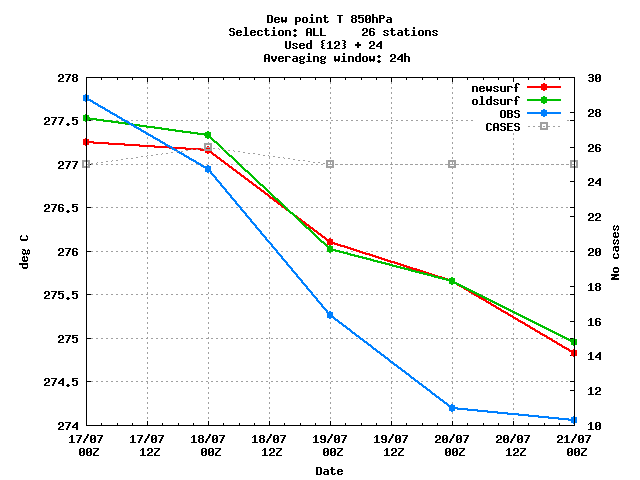 Dew point T 850hPa
Selection: ALL 26 stations
Used {12} + 24
Averaging window: 24h
newsurf
oldsurf
OBS
CASES
278
277.5
277
276.5
276
275.5
275
274.5
274
deg C
30
28
26
24
22
20
18
16
14
12
10
No cases
17/07 17/07 18/07 18/07 19/07 19/07 20/07 20/07 21/07
00Z 12Z 00Z 12Z 00Z 12Z 00Z 12Z 00Z
Date